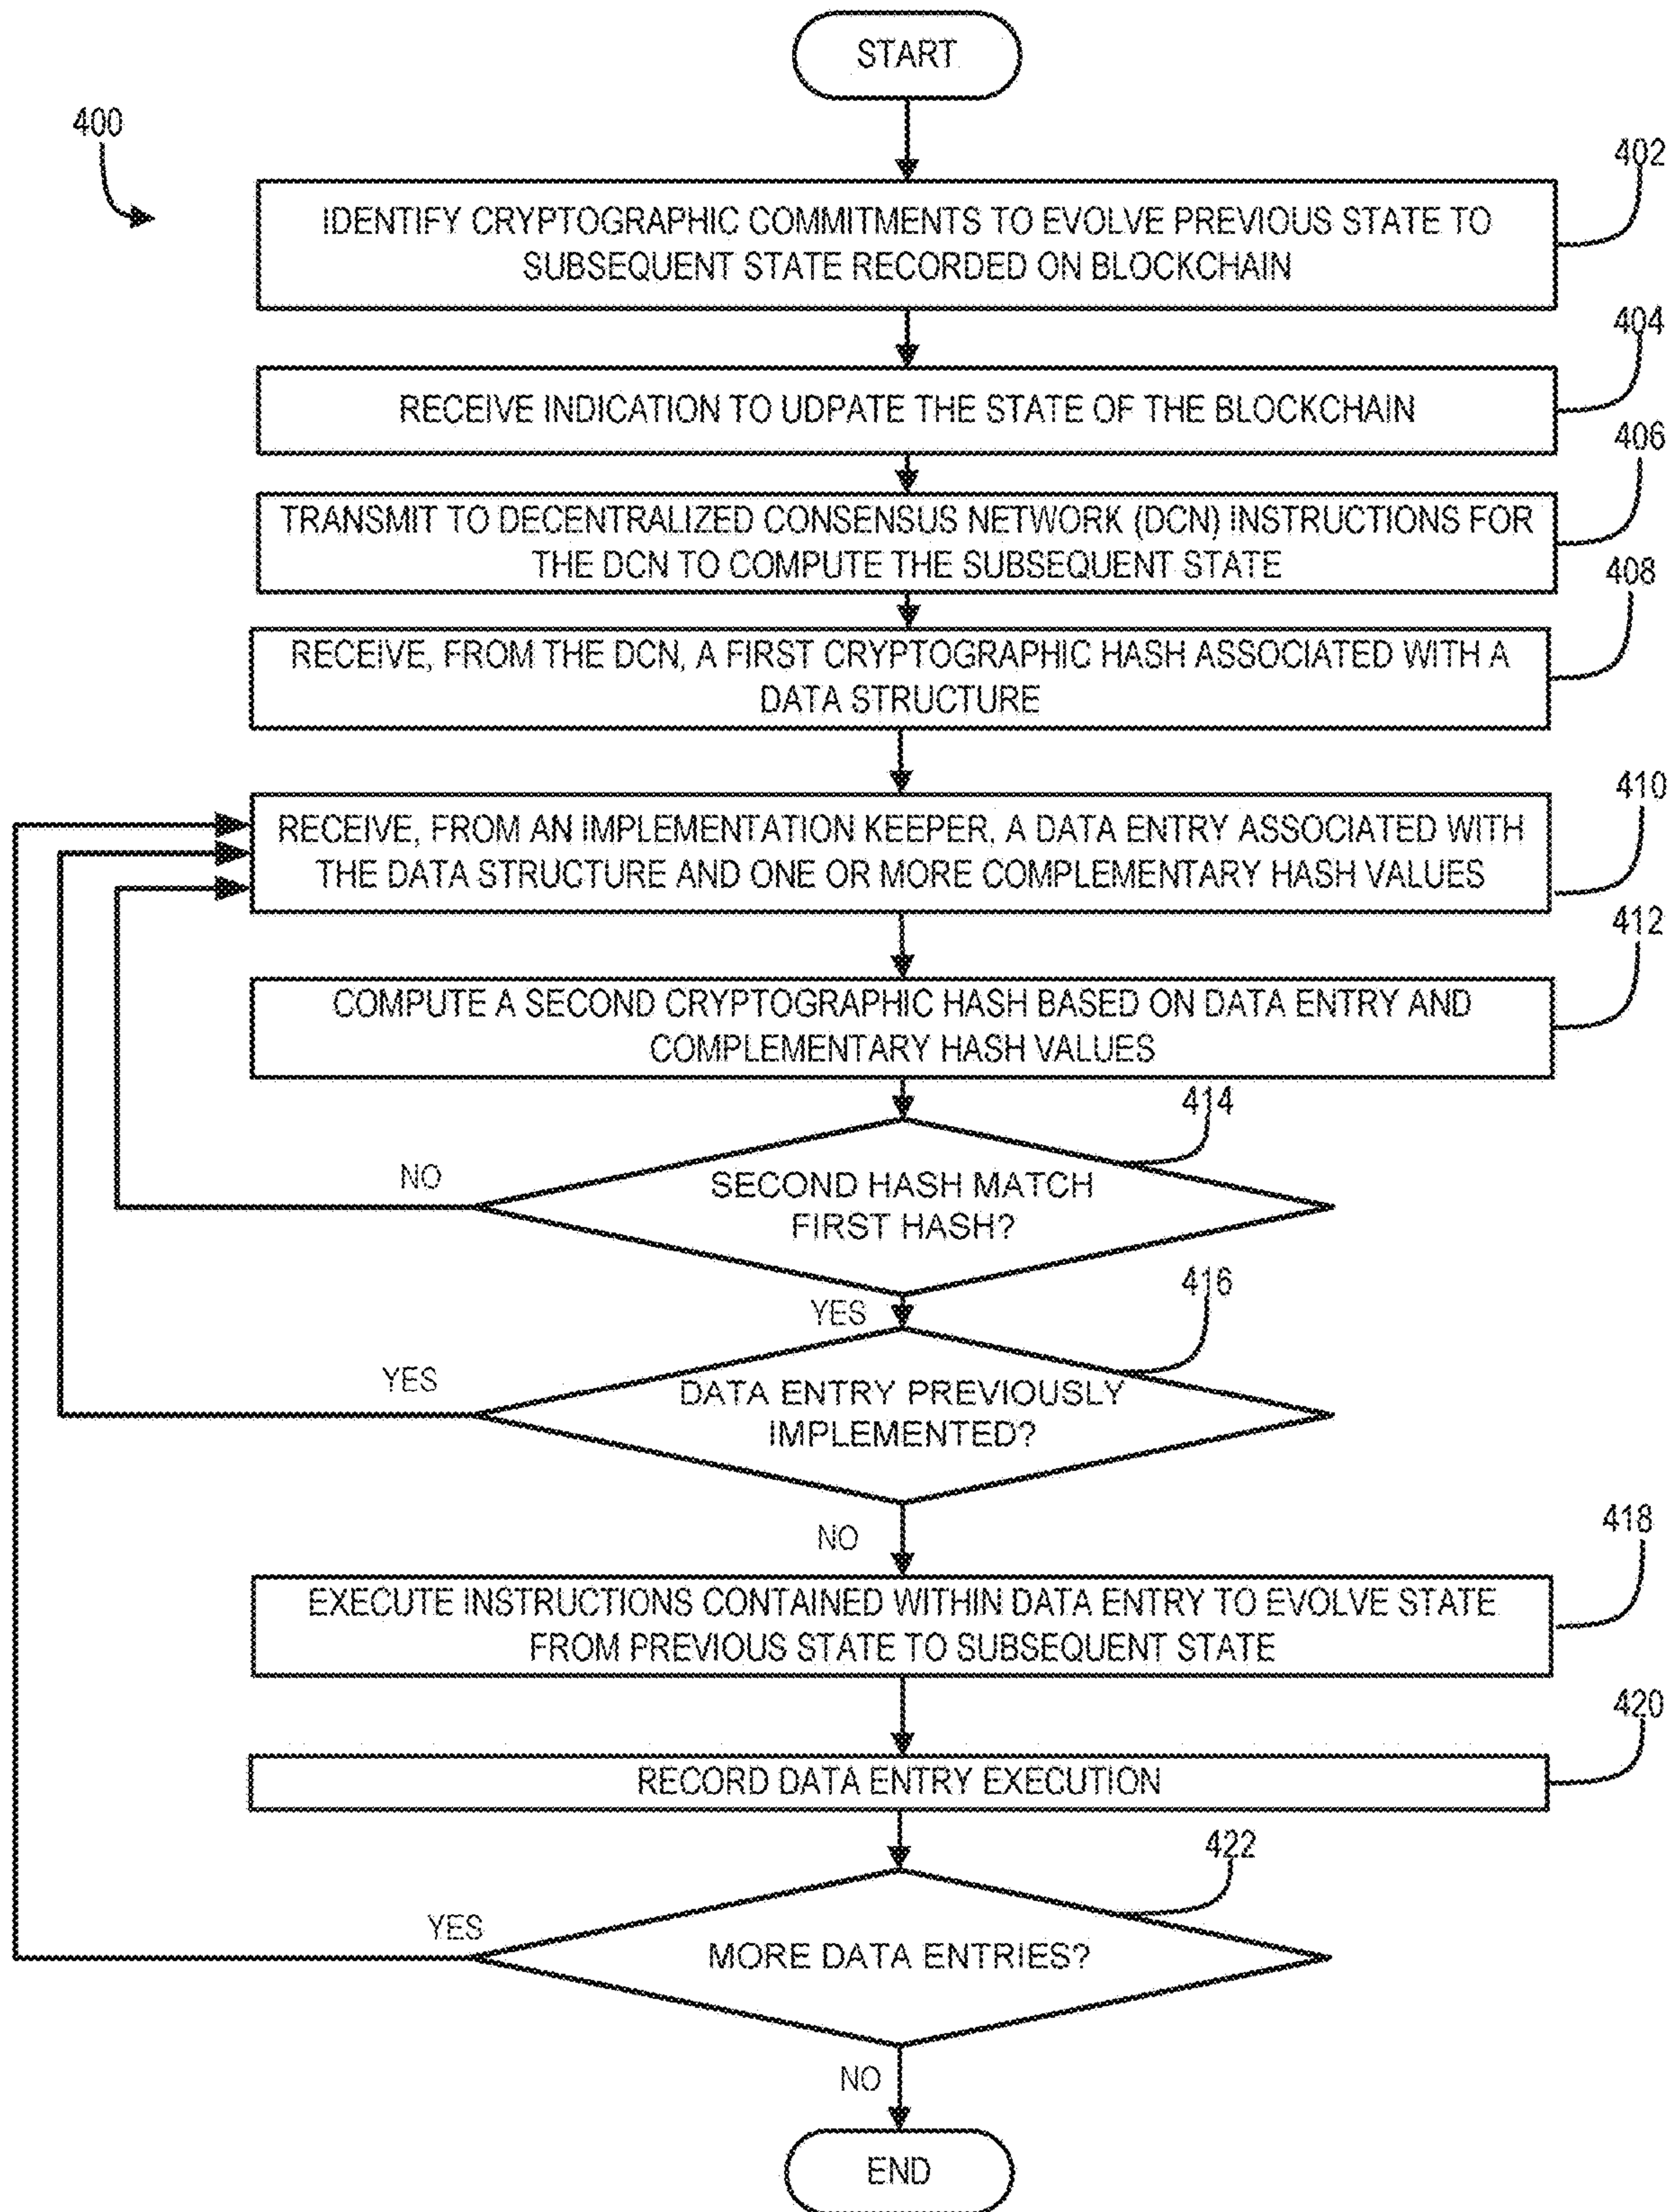 START
400
402
IDENTIFY CRYPTOGRAPHIC COMMITMENTS TO EVOLVE PREVIOUS STATE TO
SUBSEQUENT STATE RECORDED ON BLOCKCHAIN
404
RECEIVE INDICATION TO UDPATE THE STATE OF THE BLOCKCHAIN
406
TRANSMIT TO DECENTRALIZED CONSENSUS NETWORK (DCN) INSTRUCTIONS FOR
THE DCN TO COMPUTE THE SUBSEQUENT STATE
408
RECEIVE, FROM THE DCN, A FIRST CRYPTOGRAPHIC HASH ASSOCIATED WITH A
DATA STRUCTURE
410
RECEIVE, FROM AN IMPLEMENTATION KEEPER, A DATA ENTRY ASSOCIATED WITH
THE DATA STRUCTURE AND ONE OR MORE COMPLEMENTARY HASH VALUES
412
COMPUTE A SECOND CRYPTOGRAPHIC HASH BASED ON DATA ENTRY AND
COMPLEMENTARY HASH VALUES
414
NO
SECOND HASH MATCH
FIRST HASH?
416
YES
YES
DATA ENTRY PREVIOUSLY
IMPLEMENTED?
NO
418
EXECUTE INSTRUCTIONS CONTAINED WITHIN DATA ENTRY TO EVOLVE STATE
FROM PREVIOUS STATE TO SUBSEQUENT STATE
420
RECORD DATA ENTRY EXECUTION
422
YES
MORE DATA ENTRIES?
NO
END